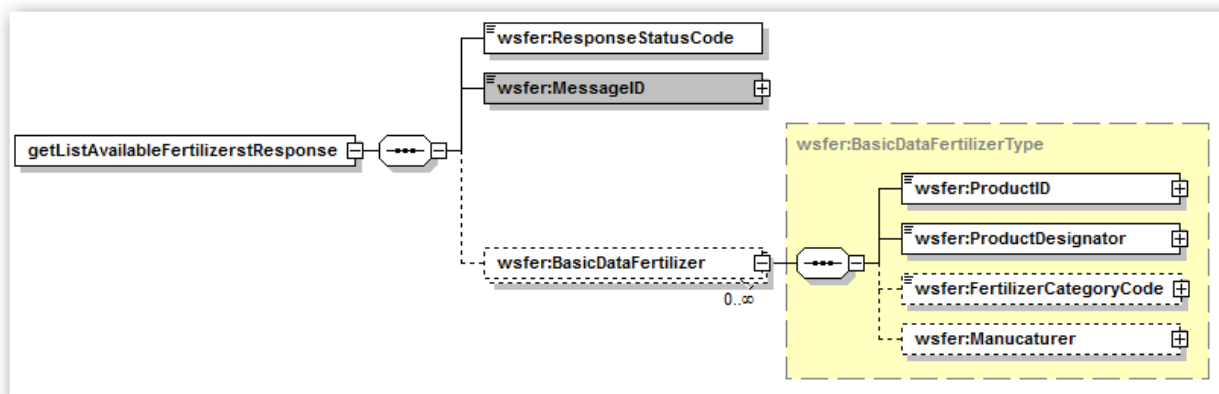 wsfer:ResponseStatusCode
wsfer:MessageID
getListAvailableFertilizerstResponse
wsfer:BasicDataFertilizerType
wsfer:ProductID
wsfer:ProductDesignator
wsfer:BasicDataFertilizer
wsfer:FertilizerCategoryCode
0..∞
wsfer:Manucaturer